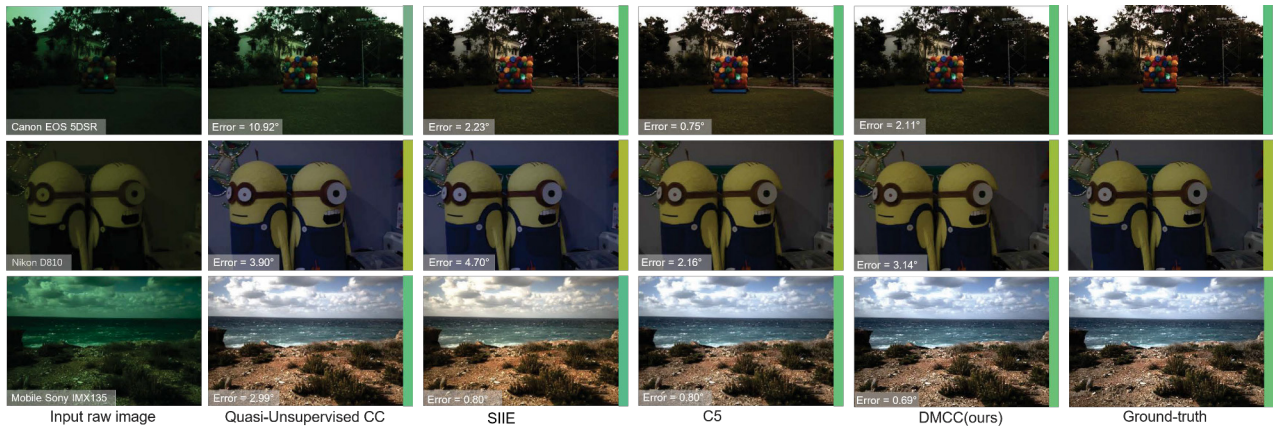 Canon EOS 5DSR
Error = 10.92°
Error = 2.23°
Error = 0.75°
Error = 2.11°
Nikon D810
Error = 3.90°
Error = 4.70°
Error = 2.16°
Error = 3.14°
Mobile Sony IMX135
Error = 2.99°
Error = 0.80°
Error = 0.80°
Error = 0.69°
Input raw image
Quasi-Unsupervised CC
SIIE
C5
DMCC(ours)
Ground-truth